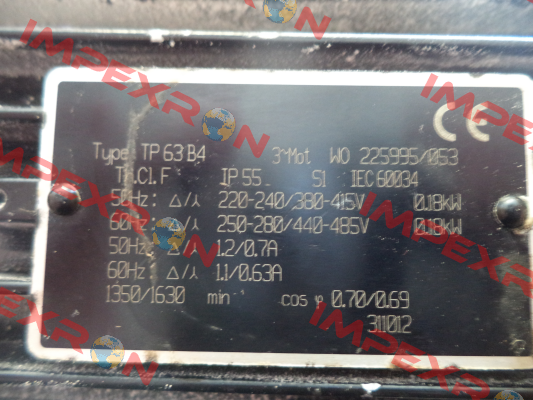 IMPEXRON
IMPEXRON
IMPEXRON
CE
Type: TP 63 B4 3~Mot WO 225995/053
Th.Cl. F IP 55 S1 IEC 60034
50Hz: Δ/⅄ 220-240/380-415V 0.18kW
60Hz: Δ/⅄ 250-280/440-485V 0.18kW
50Hz: Δ/⅄ 1.2/0.7A
60Hz: Δ/⅄ 1.1/0.63A
1350/1630 min⁻ cos φ 0.70/0.69
311012
IMPEXRON
IMPEXRON